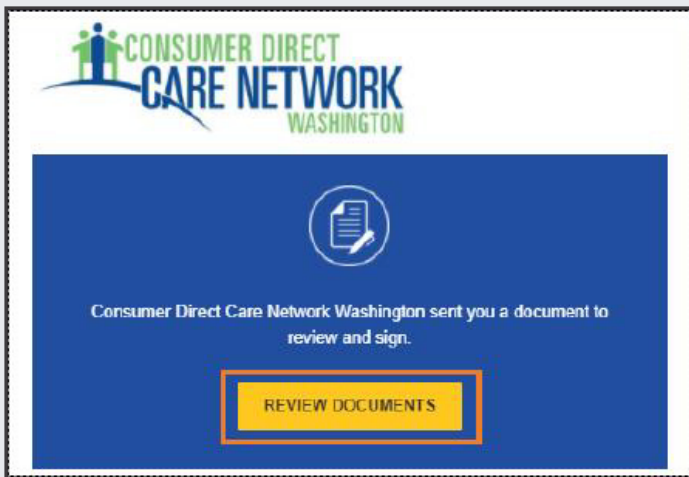 CONSUMER DIRECT
CARE NETWORK
WASHINGTON
Consumer Direct Care Network Washington sent you a document to
review and sign.
REVIEW DOCUMENTS